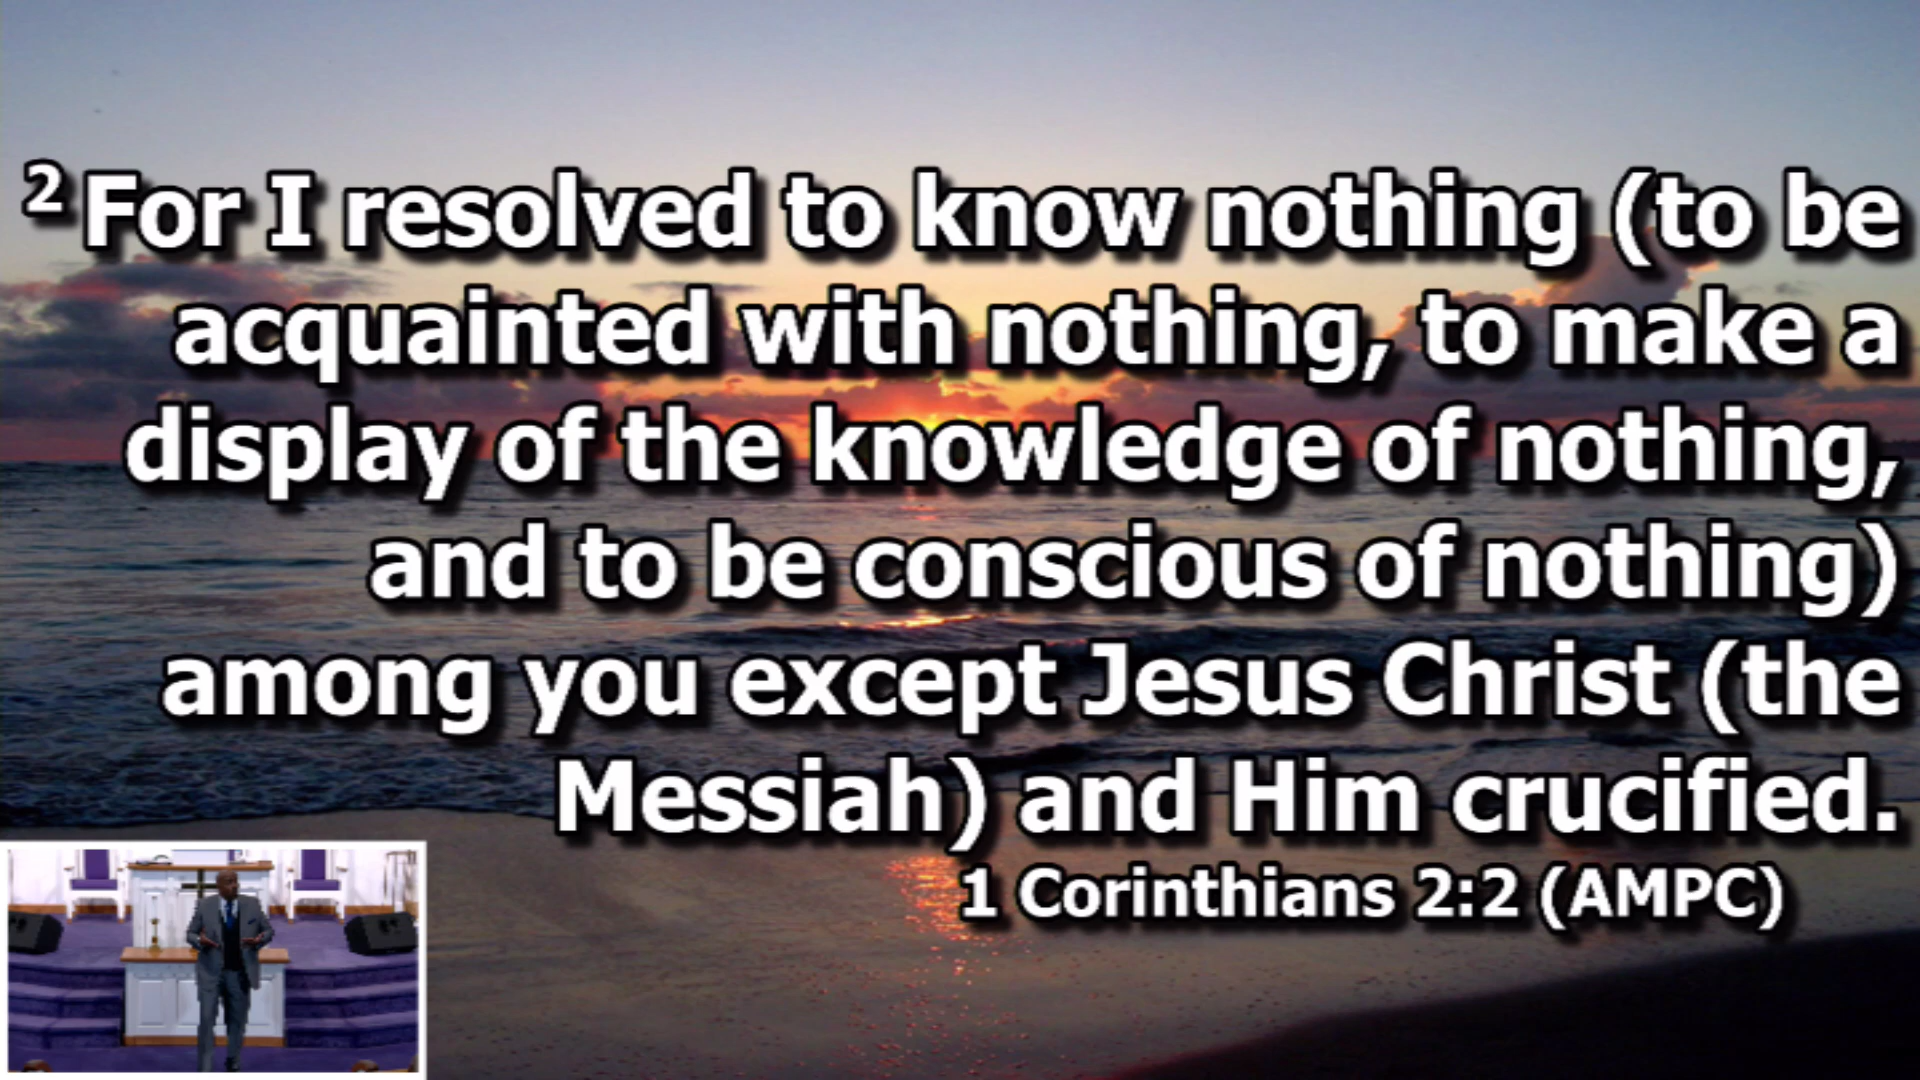 2 For I resolved to know nothing (to be
acquainted with nothing, to make a
display of the knowledge of nothing,
and to be conscious of nothing)
among you except Jesus Christ (the
Messiah) and Him crucified.
1 Corinthians 2:2 (AMPC)